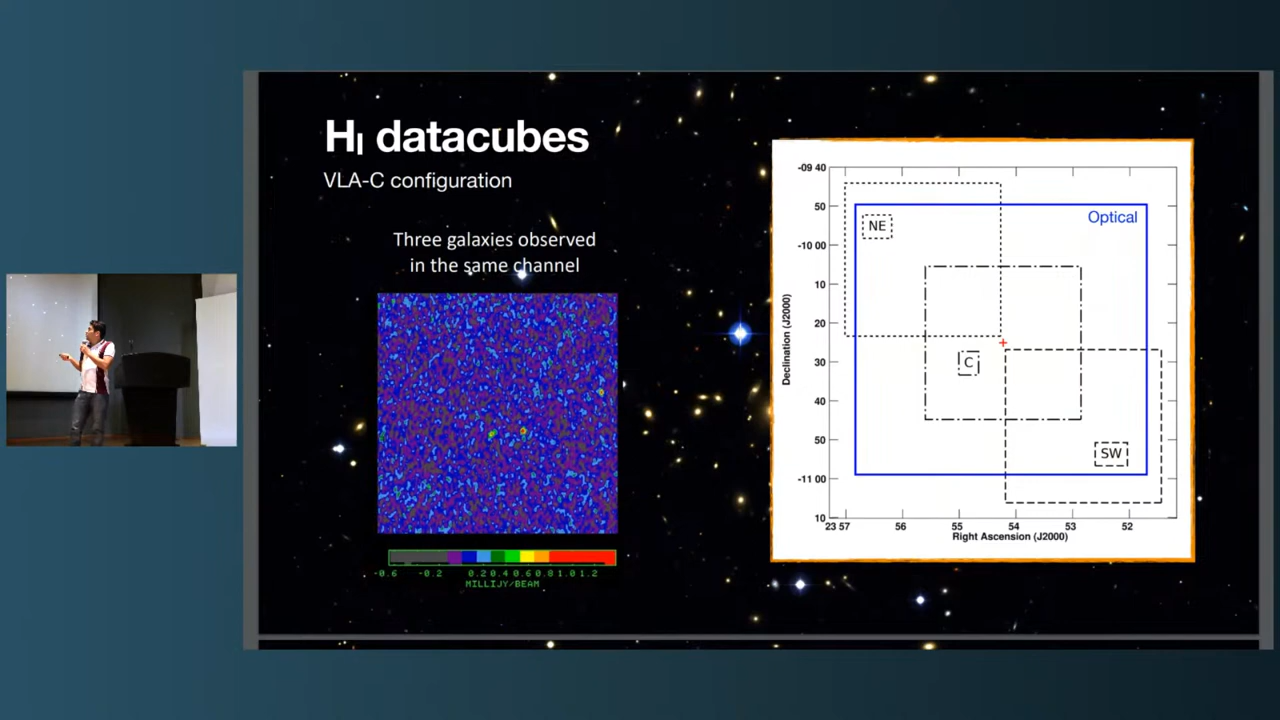 HI datacubes
VLA-C configuration
Three galaxies observed
in the same channel
-0.6 -0.2 0.2 0.4 0.6 0.8 1.0 1.2
MILLIJY/BEAM
-09 40
50
-10 00
10
20
30
40
50
-11 00
10
Declination (J2000)
23 57 56 55 54 53 52
Right Ascension (J2000)
Optical
NE
C
SW